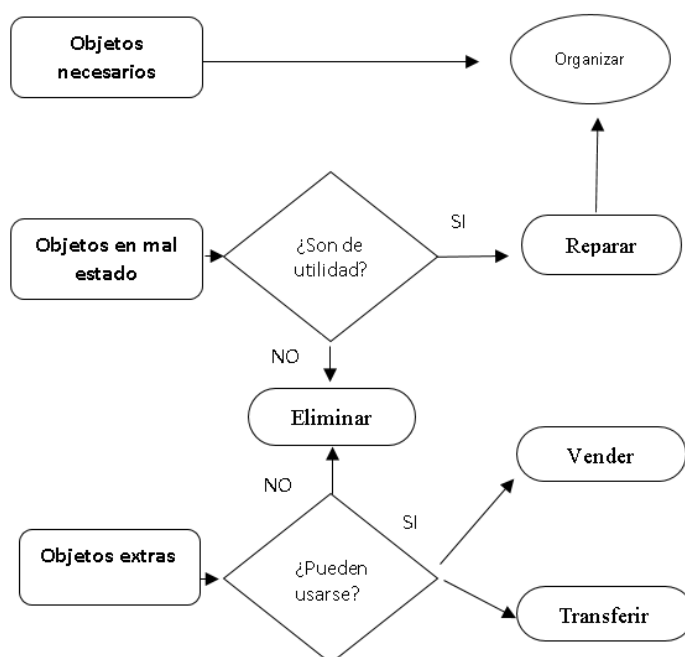 Objetos
necesarios
Organizar
Objetos en mal
estado
¿Son de
utilidad?
SI
Reparar
NO
Eliminar
NO
Vender
Objetos extras
¿Pueden
usarse?
SI
Transferir